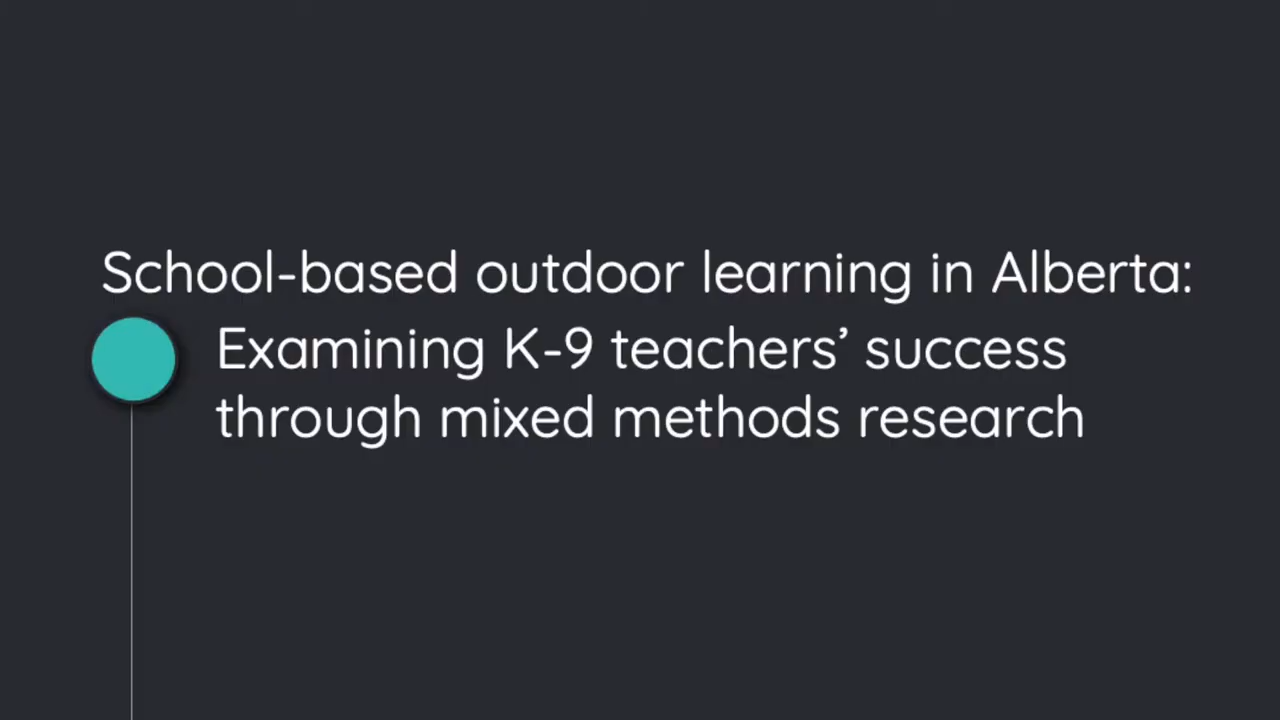 School-based outdoor learning in Alberta:
Examining K-9 teachers’ success
through mixed methods research